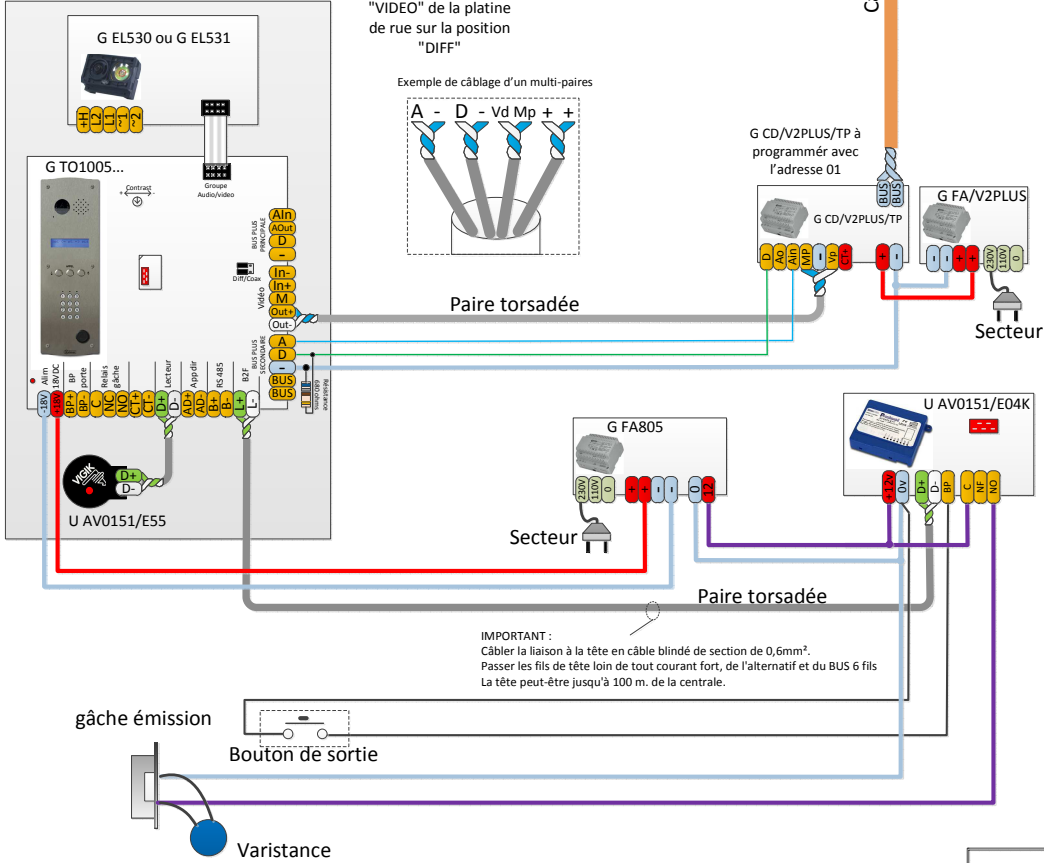 "VIDEO" de la platine
de rue sur la position
"DIFF"
G EL530 ou G EL531
+H
L2
L1
~1
~2
Exemple de câblage d'un multi-paires
A - D - Vd Mp + +
G TO1005...
Contrast
+ -
Groupe
Audio/video
BUS PLUS
PRINCIPALE
AIn
AOut
D
-
Diff/Coax
Vidéo
In-
In+
M
Out+
Out-
BUS PLUS
SECONDAIRE
A
D
-
BUS
BUS
Résistance
680 ohms
Alim
18VDC
BP
porte
Relais
gâche
Lecteur
App dir
RS 485
B2F
-18V
+18V
BP+
BP-
C
NC
NO
CT+
CT-
D+
D-
AD+
AD-
B+
B-
L+
L-
VIGIK
D+
D-
U AV0151/E55
Paire torsadée
G CD/V2PLUS/TP à
programmér avec
l'adresse 01
BUS
BUS
G CD/V2PLUS/TP
D
Ao
Ain
MP
-
Vp
CT-
+
-
G FA/V2PLUS
-
-
+
+
230V
110V
0
Secteur
G FA805
230V
110V
0
+
+
-
-
0
12
Secteur
U AV0151/E04K
+12v
0v
D+
D-
BP
C
NF
NO
Paire torsadée
IMPORTANT :
Câbler la liaison à la tête en câble blindé de section de 0,6mm².
Passer les fils de tête loin de tout courant fort, de l'alternatif et du BUS 6 fils
La tête peut-être jusqu'à 100 m. de la centrale.
gâche émission
Bouton de sortie
Varistance